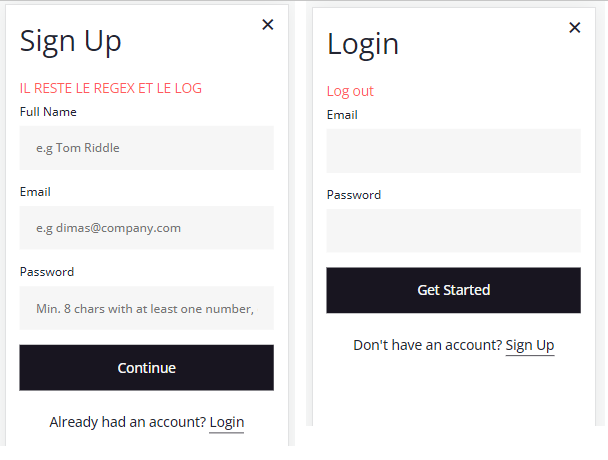 Sign Up
IL RESTE LE REGEX ET LE LOG
Full Name
e.g Tom Riddle
Email
e.g dimas@company.com
Password
Min. 8 chars with at least one number,
Continue
Already had an account? Login
Login
Log out
Email
Password
Get Started
Don't have an account? Sign Up